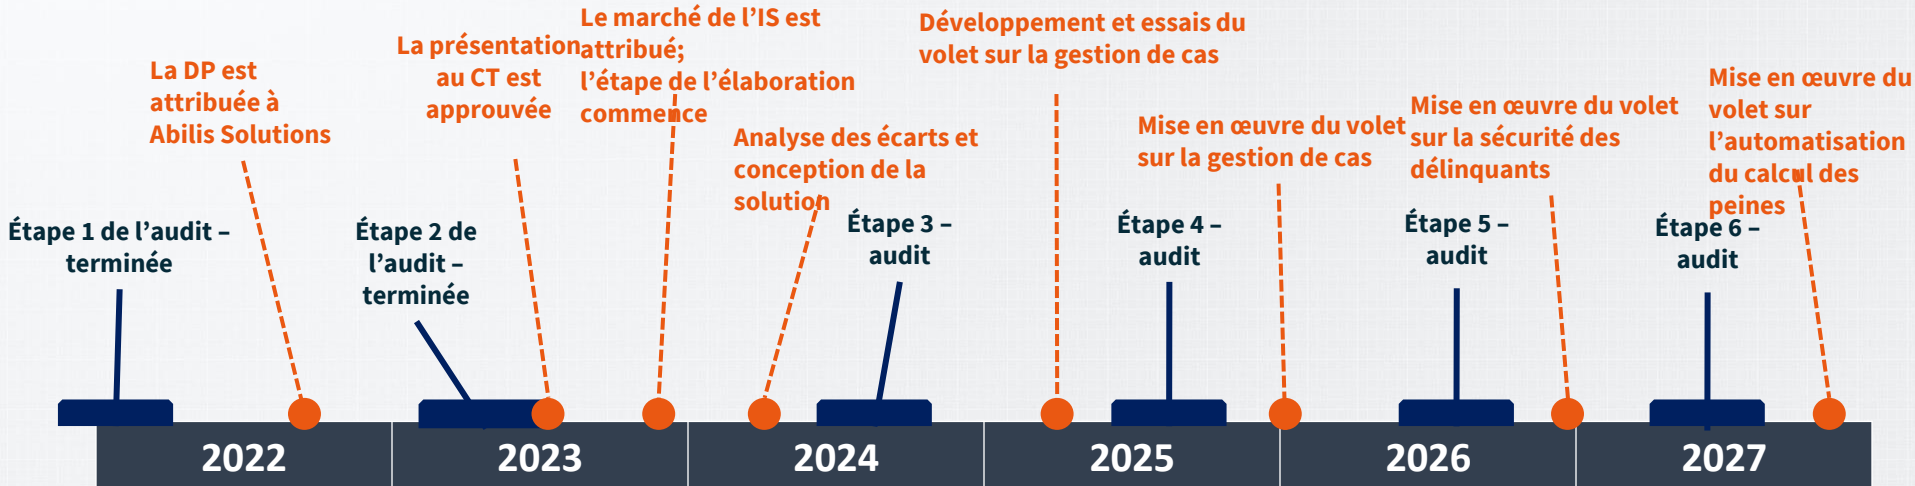 La DP est
attribuée à
Abilis Solutions
La présentation
au CT est
approuvée
Le marché de l’IS est
attribué;
l’étape de l’élaboration
commence
Analyse des écarts et
conception de la
solution
Développement et essais du
volet sur la gestion de cas
Mise en œuvre du volet
sur la gestion de cas
Mise en œuvre du volet
sur la sécurité des
délinquants
Mise en œuvre du
volet sur
l’automatisation
du calcul des
peines
Étape 1 de l’audit –
terminée
Étape 2 de
l’audit –
terminée
Étape 3 –
audit
Étape 4 –
audit
Étape 5 –
audit
Étape 6 –
audit
2022
2023
2024
2025
2026
2027